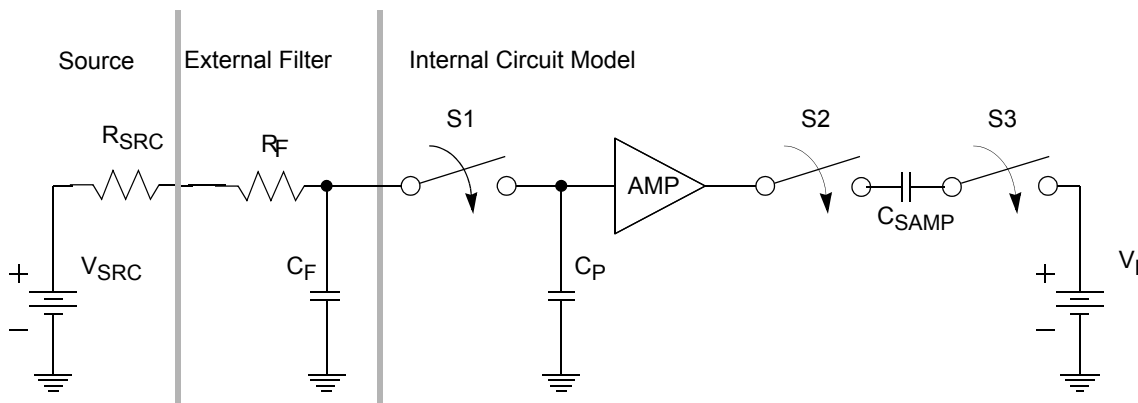 Source
External Filter
Internal Circuit Model
S1
S2
S3
RSRC
RF
AMP
CSAMP
+
VSRC
CF
CP
+
−
−